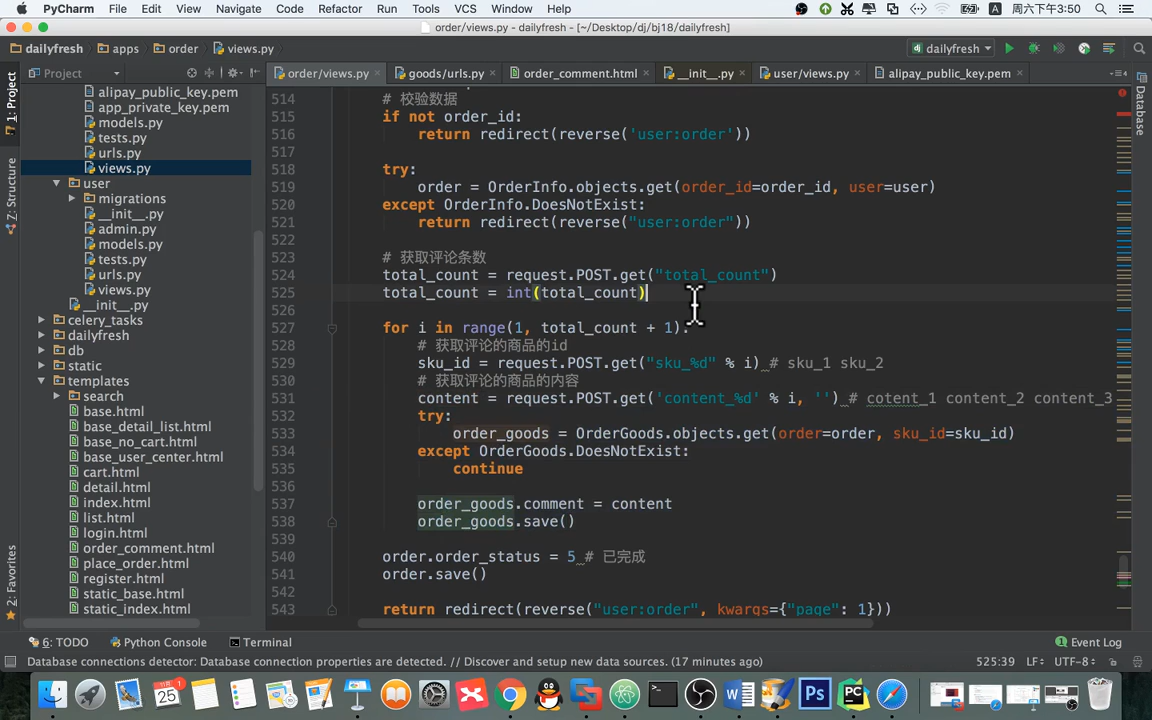 PyCharm File Edit View Navigate Code Refactor Run Tools VCS Window Help 周六下午3:50
order/views.py - dailyfresh - [~/Desktop/dj/bj18/dailyfresh]
dailyfresh apps order views.py dailyfresh
Project order/views.py goods/urls.py order_comment.html __init__.py user/views.py alipay_public_key.pem
1: Project
Z: Structure
2: Favorites
Database
alipay_public_key.pem
app_private_key.pem
models.py
tests.py
urls.py
views.py
user
migrations
__init__.py
admin.py
models.py
tests.py
urls.py
views.py
__init__.py
celery_tasks
dailyfresh
db
static
templates
search
base.html
base_detail_list.html
base_no_cart.html
base_user_center.html
cart.html
detail.html
index.html
list.html
login.html
order_comment.html
place_order.html
register.html
static_base.html
static_index.html
514 # 校验数据
515 if not order_id:
516 return redirect(reverse('user:order'))
517
518 try:
519 order = OrderInfo.objects.get(order_id=order_id, user=user)
520 except OrderInfo.DoesNotExist:
521 return redirect(reverse("user:order"))
522
523 # 获取评论条数
524 total_count = request.POST.get("total_count")
525 total_count = int(total_count)
526
527 for i in range(1, total_count + 1):
528 # 获取评论的商品的id
529 sku_id = request.POST.get("sku_%d" % i) # sku_1 sku_2
530 # 获取评论的商品的内容
531 content = request.POST.get('content_%d' % i, '') # cotent_1 content_2 content_3
532 try:
533 order_goods = OrderGoods.objects.get(order=order, sku_id=sku_id)
534 except OrderGoods.DoesNotExist:
535 continue
536
537 order_goods.comment = content
538 order_goods.save()
539
540 order.order_status = 5 # 已完成
541 order.save()
542
543 return redirect(reverse("user:order", kwargs={"page": 1}))
6: TODO Python Console Terminal 1 Event Log
Database connections detector: Database connection properties are detected. // Discover and setup new data sources. (17 minutes ago) 525:39 LF UTF-8